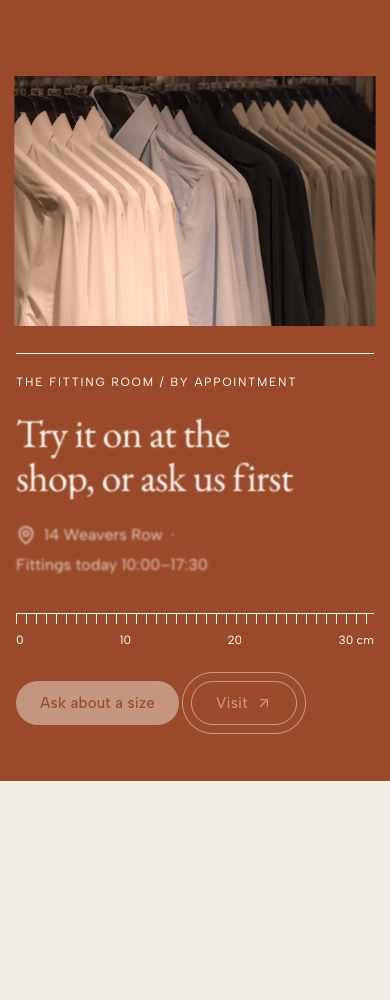 THE FITTING ROOM / BY APPOINTMENT
Try it on at the
shop, or ask us first
14 Weavers Row ·
Fittings today 10:00–17:30
0 10 20 30 cm
Ask about a size
Visit ↗